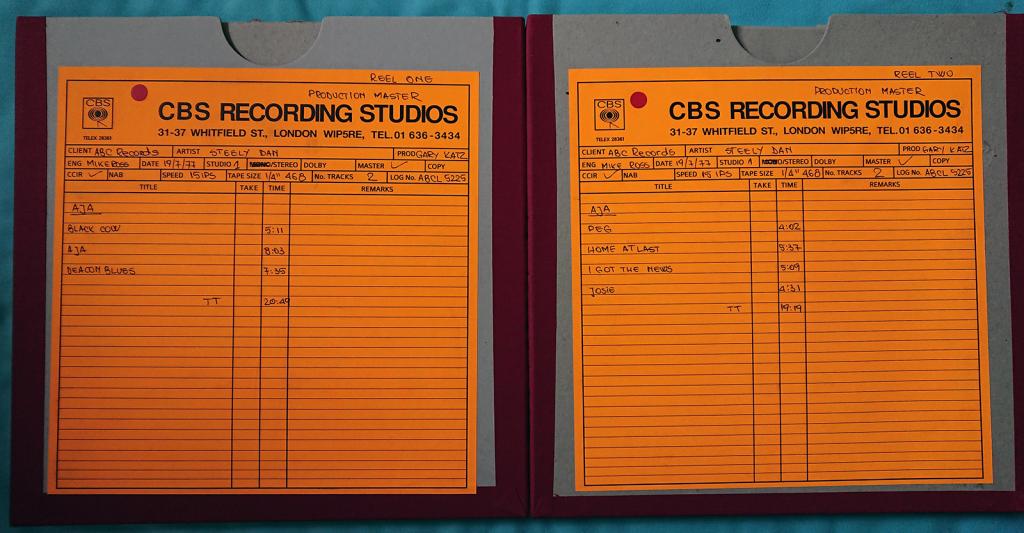 REEL ONE
PRODUCTION MASTER
CBS
CBS RECORDING STUDIOS
TELEX 28361
31-37 WHITFIELD ST., LONDON WIP5RE, TEL.01 636-3434
CLIENT ABC Records ARTIST STEELY DAN PROD GARY KATZ
ENG MIKE ROSS DATE 19/7/77 STUDIO 1 MONO/STEREO DOLBY MASTER ✓ COPY
CCIR ✓ NAB SPEED 15 IPS TAPE SIZE 1/4" 468 No. TRACKS 2 LOG No. ABCL 5225
TITLE TAKE TIME REMARKS
AJA
BLACK COW 5:11
AJA 8:03
DEACON BLUES 7:35
TT 20:49
REEL TWO
PRODUCTION MASTER
CBS
CBS RECORDING STUDIOS
TELEX 28361
31-37 WHITFIELD ST., LONDON WIP5RE, TEL.01 636-3434
CLIENT ABC Records ARTIST STEELY DAN PROD GARY KATZ
ENG MIKE ROSS DATE 19/7/77 STUDIO 1 MONO/STEREO DOLBY MASTER ✓ COPY
CCIR ✓ NAB SPEED 15 IPS TAPE SIZE 1/4" 468 No. TRACKS 2 LOG No. ABCL 5225
TITLE TAKE TIME REMARKS
AJA
PEG 4:02
HOME AT LAST 5:37
I GOT THE NEWS 5:09
JOSIE 4:31
TT 19:19